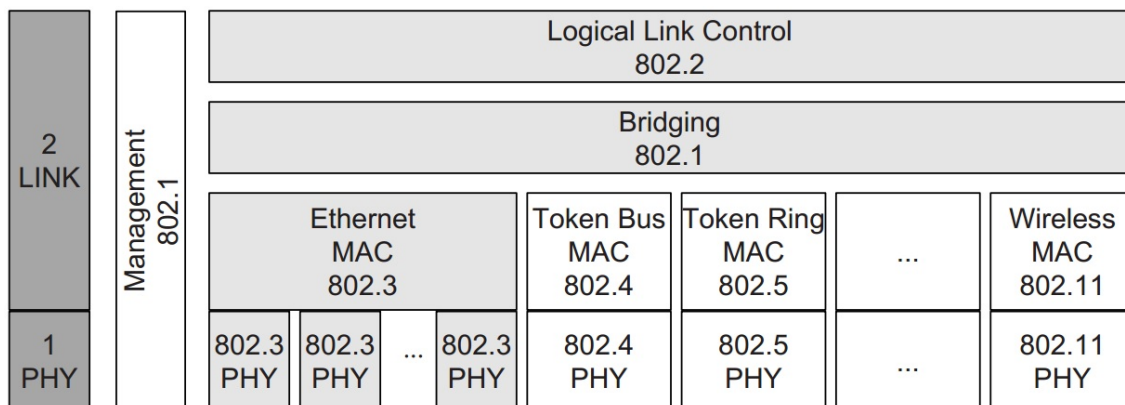 2
LINK
1
PHY
Management
802.1
Logical Link Control
802.2
Bridging
802.1
Ethernet
MAC
802.3
Token Bus
MAC
802.4
Token Ring
MAC
802.5
...
Wireless
MAC
802.11
802.3
PHY
802.3
PHY
...
802.3
PHY
802.4
PHY
802.5
PHY
...
802.11
PHY